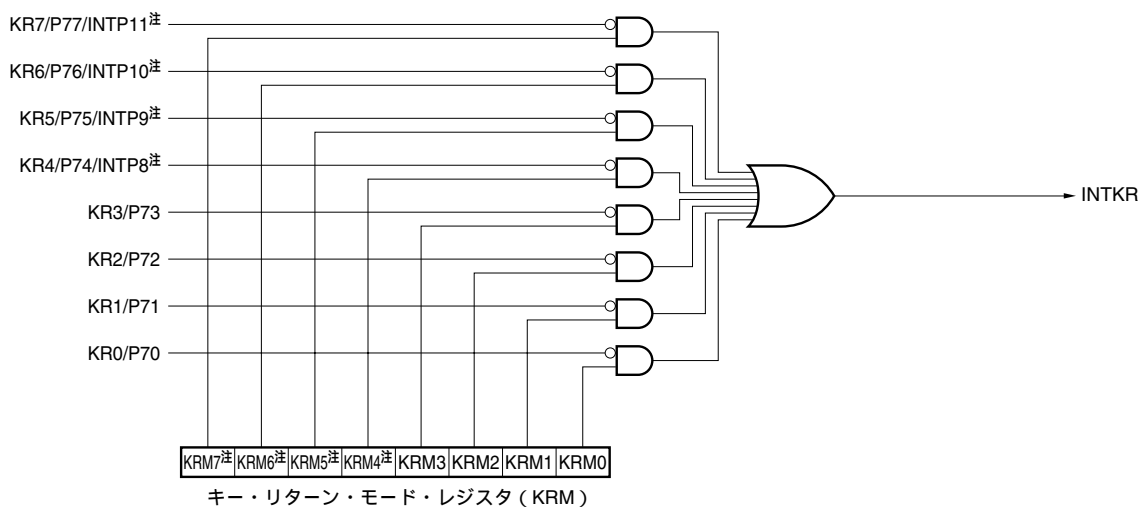 KR7/P77/INTP11注
KR6/P76/INTP10注
KR5/P75/INTP9注
KR4/P74/INTP8注
KR3/P73
KR2/P72
KR1/P71
KR0/P70
INTKR
KRM7注 KRM6注 KRM5注 KRM4注 KRM3 KRM2 KRM1 KRM0
キー・リターン・モード・レジスタ（KRM）